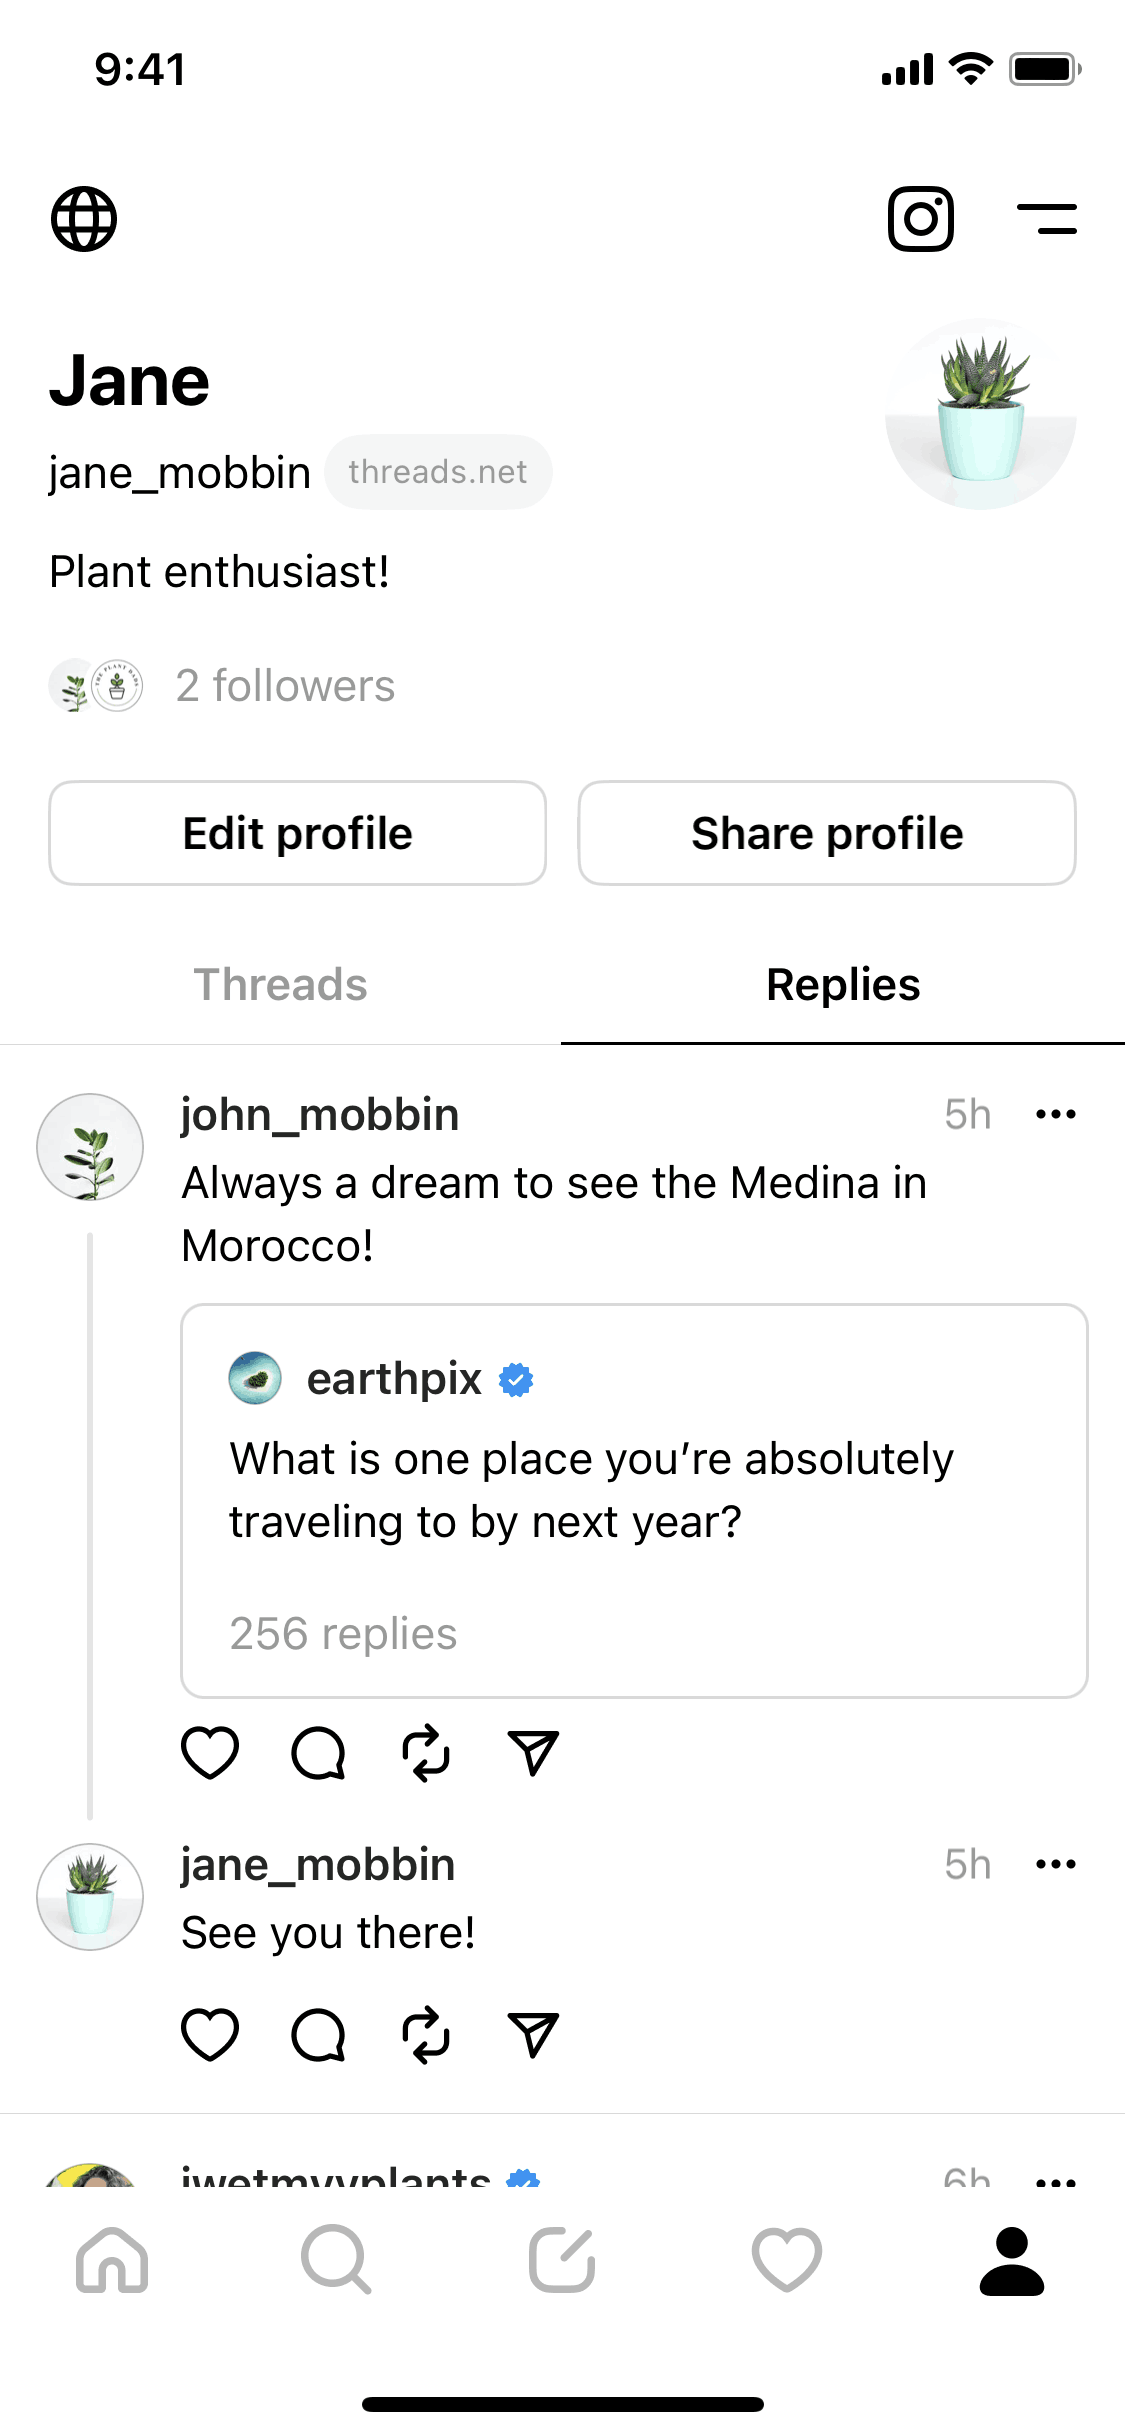 9:41
Jane
jane_mobbin threads.net
Plant enthusiast!
2 followers
Edit profile Share profile
Threads Replies
john_mobbin 5h
Always a dream to see the Medina in
Morocco!
earthpix
What is one place you’re absolutely
traveling to by next year?
256 replies
jane_mobbin 5h
See you there!
iwetmyyplants 6h